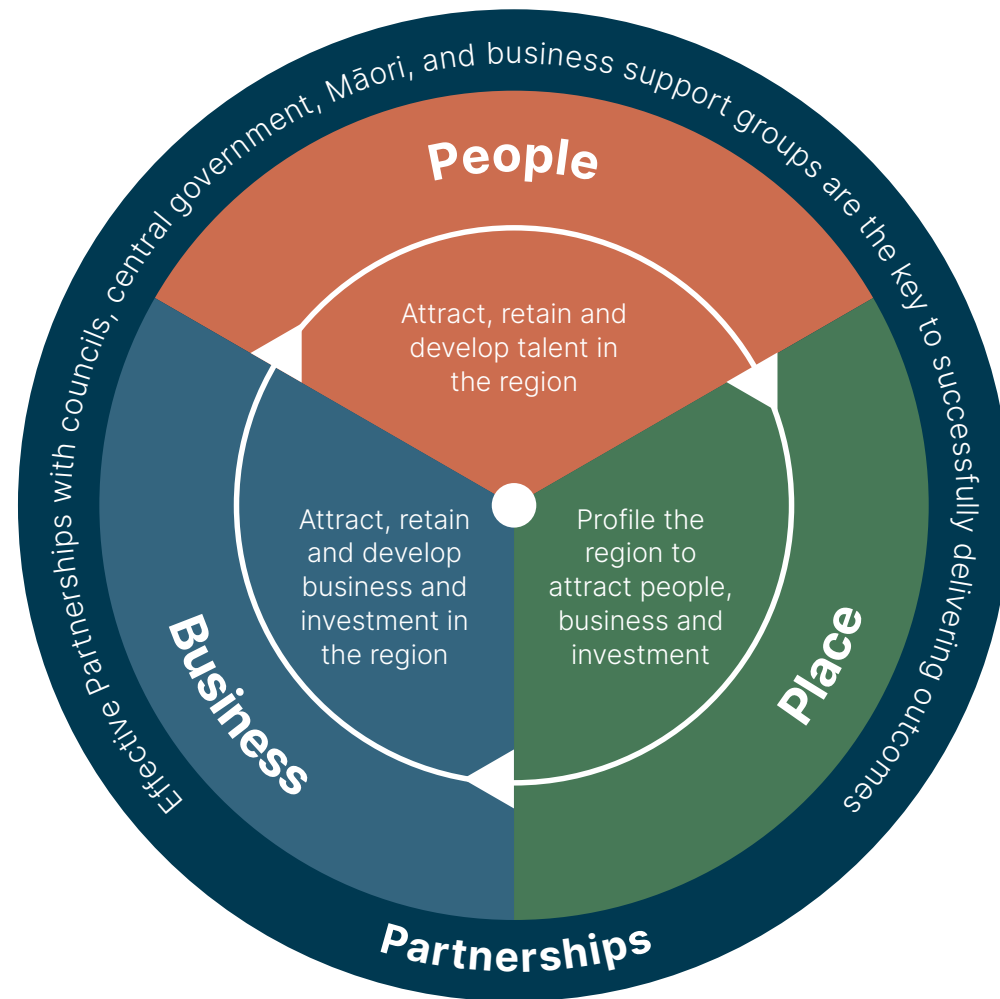 Effective Partnerships with councils, central government, Māori, and business support groups are the key to successfully delivering outcomes
People
Attract, retain and
develop talent in
the region
Attract, retain
and develop
business and
investment in
the region
Business
Profile the
region to
attract people,
business and
investment
Place
Partnerships